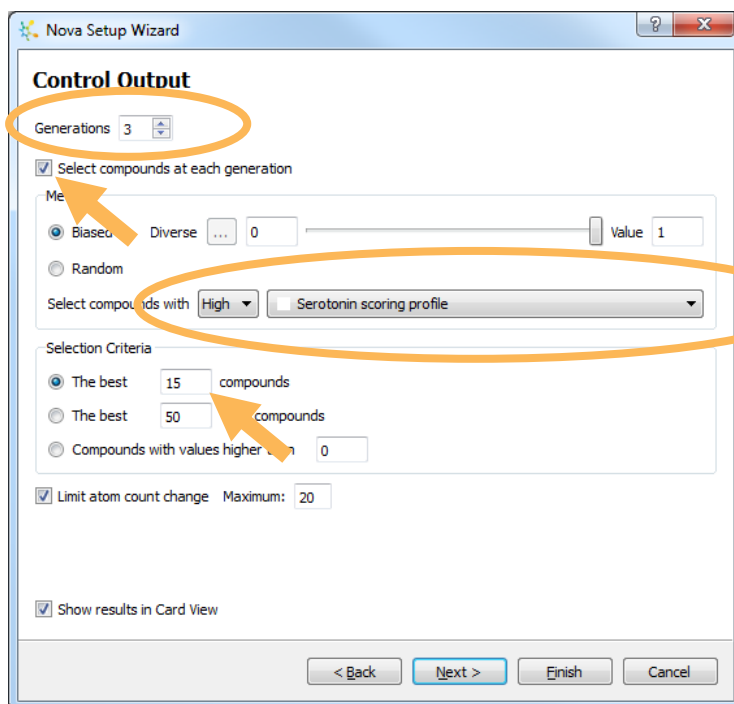 Nova Setup Wizard
Control Output
Generations 3
Select compounds at each generation
Biased Diverse ... 0 Value 1
Random
Select compounds with High Serotonin scoring profile
Selection Criteria
The best 15 compounds
The best 50 compounds
Compounds with values higher 0
Limit atom count change Maximum: 20
Show results in Card View
< Back Next > Finish Cancel